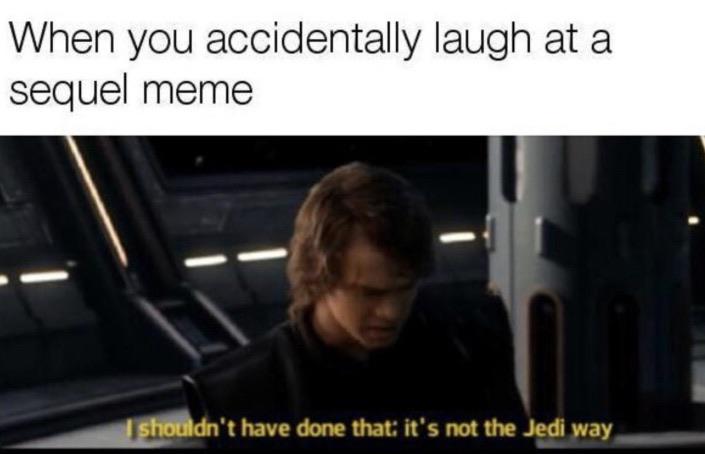 When you accidentally laugh at a
sequel meme
I shouldn't have done that: it's not the Jedi way